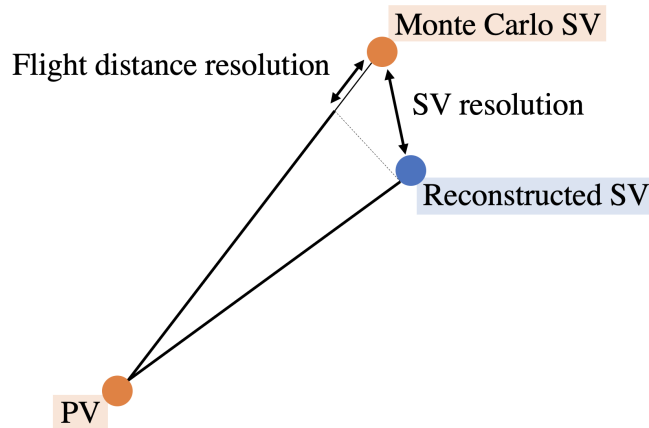 Monte Carlo SV
Flight distance resolution
SV resolution
Reconstructed SV
PV